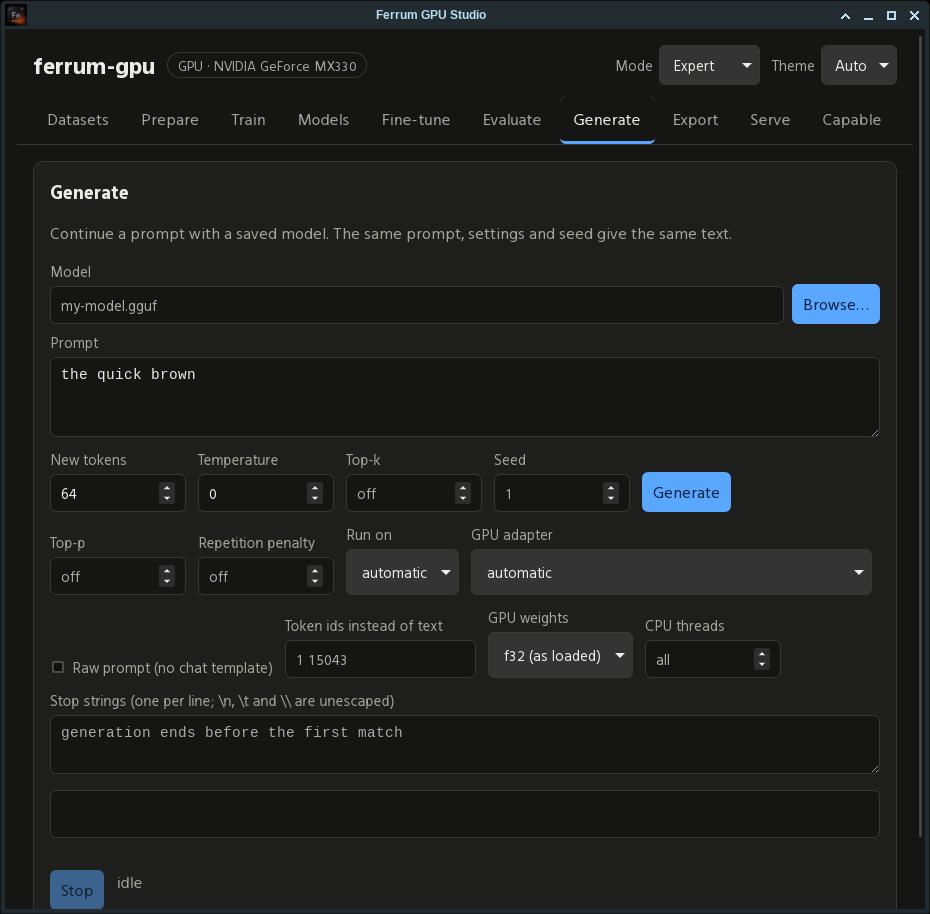 Fe
Ferrum GPU Studio
ferrum-gpu GPU · NVIDIA GeForce MX330 Mode Expert Theme Auto
Datasets Prepare Train Models Fine-tune Evaluate Generate Export Serve Capable
Generate
Continue a prompt with a saved model. The same prompt, settings and seed give the same text.
Model
my-model.gguf Browse…
Prompt
the quick brown
New tokens Temperature Top-k Seed
64 0 off 1 Generate
Top-p Repetition penalty Run on GPU adapter
off off automatic automatic
Token ids instead of text GPU weights CPU threads
Raw prompt (no chat template) 1 15043 f32 (as loaded) all
Stop strings (one per line; \n, \t and \\ are unescaped)
generation ends before the first match
Stop idle